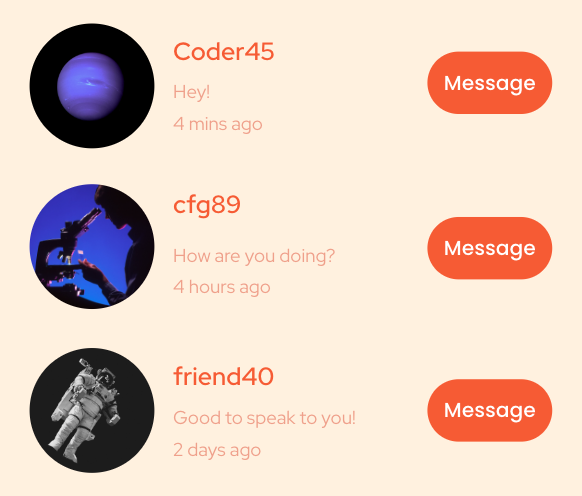 Coder45
Hey!
4 mins ago
Message
cfg89
How are you doing?
4 hours ago
Message
friend40
Good to speak to you!
2 days ago
Message